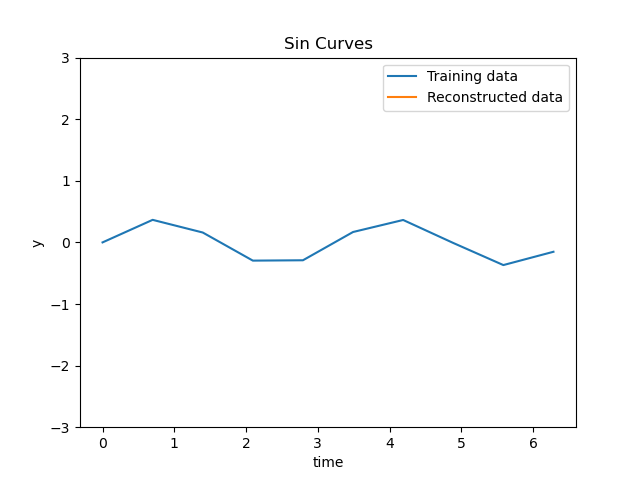 Sin Curves
Training data
Reconstructed data
3
2
1
0
−1
−2
−3
y
0 1 2 3 4 5 6
time